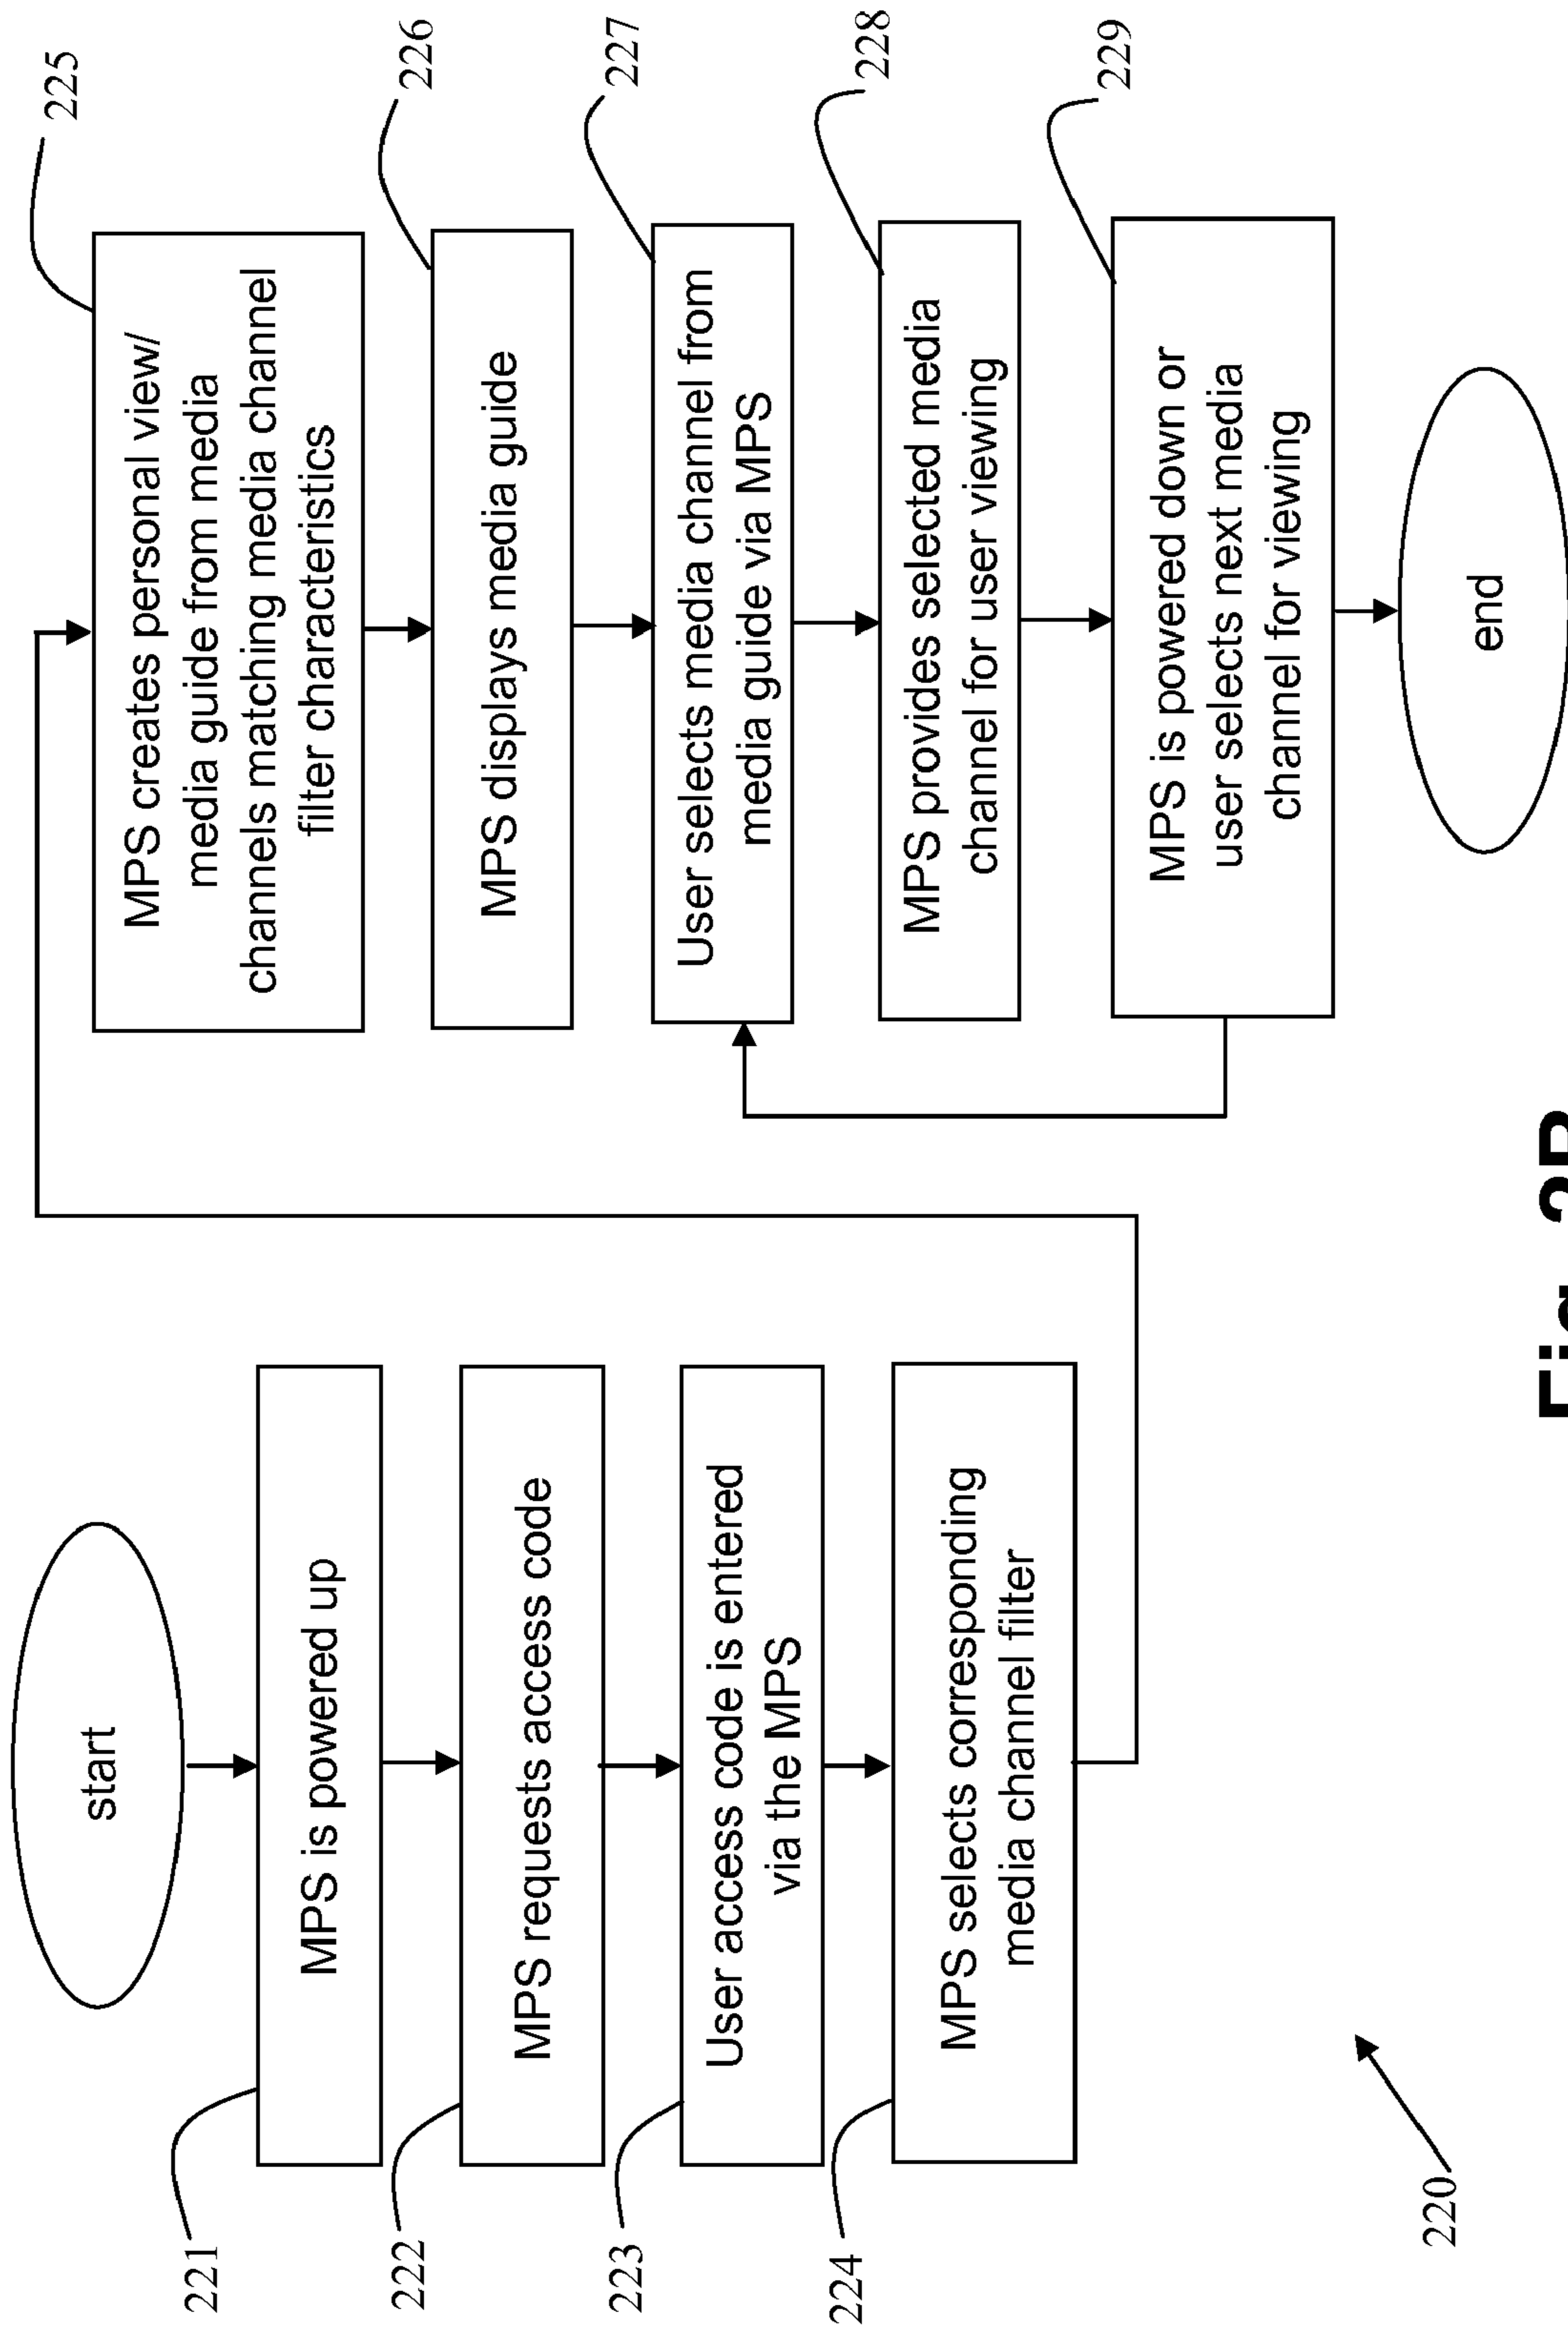 start
221
MPS is powered up
222
MPS requests access code
223
User access code is entered
via the MPS
224
MPS selects corresponding
media channel filter
225
MPS creates personal view/
media guide from media
channels matching media channel
filter characteristics
226
MPS displays media guide
227
User selects media channel from
media guide via MPS
228
MPS provides selected media
channel for user viewing
229
MPS is powered down or
user selects next media
channel for viewing
end
220
Fig.